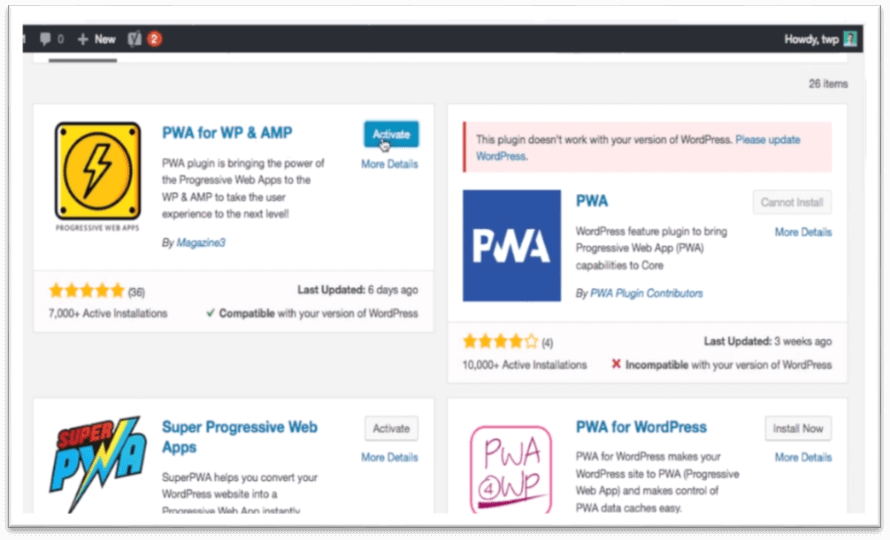 1 0 + New 2
Howdy, twp
26 items
PWA for WP & AMP
Activate
More Details
PWA plugin is bringing the power of
the Progressive Web Apps to the
WP & AMP to take the user
experience to the next level!
By Magazine3
PROGRESSIVE WEB APPS
(36)
Last Updated: 6 days ago
7,000+ Active Installations
✓ Compatible with your version of WordPress
This plugin doesn't work with your version of WordPress. Please update
WordPress.
PWA
PWA
Cannot Install
More Details
WordPress feature plugin to bring
Progressive Web App (PWA)
capabilities to Core
By PWA Plugin Contributors
(4)
Last Updated: 3 weeks ago
10,000+ Active Installations
✗ Incompatible with your version of WordPress
SUPER
PWA
Super Progressive Web
Apps
Activate
More Details
SuperPWA helps you convert your
WordPress website into a
Progressive Web App instantly
PWA
4WP
PWA for WordPress
Install Now
More Details
PWA for WordPress makes your
WordPress site to PWA (Progressive
Web App) and makes control of
PWA data caches easy.